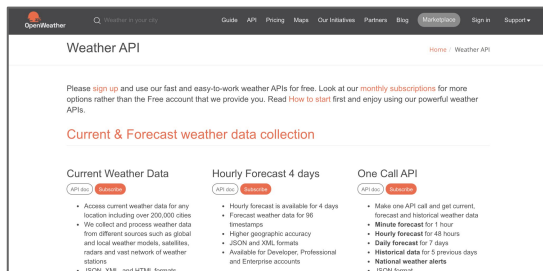 OpenWeather
Weather in your city
Guide API Pricing Maps Our Initiatives Partners Blog Marketplace Sign in Support
Weather API
Home / Weather API
Please sign up and use our fast and easy-to-work weather APIs for free. Look at our monthly subscriptions for more
options rather than the Free account that we provide you. Read How to start first and enjoy using our powerful weather
APIs.
Current & Forecast weather data collection
Current Weather Data
API doc Subscribe
Access current weather data for any
location including over 200,000 cities
We collect and process weather data
from different sources such as global
and local weather models, satellites,
radars and vast network of weather
stations
JSON, XML, and HTML formats
Hourly Forecast 4 days
API doc Subscribe
Hourly forecast is available for 4 days
Forecast weather data for 96
timestamps
Higher geographic accuracy
JSON and XML formats
Available for Developer, Professional
and Enterprise accounts
One Call API
API doc Subscribe
Make one API call and get current,
forecast and historical weather data
Minute forecast for 1 hour
Hourly forecast for 48 hours
Daily forecast for 7 days
Historical data for 5 previous days
National weather alerts
JSON format